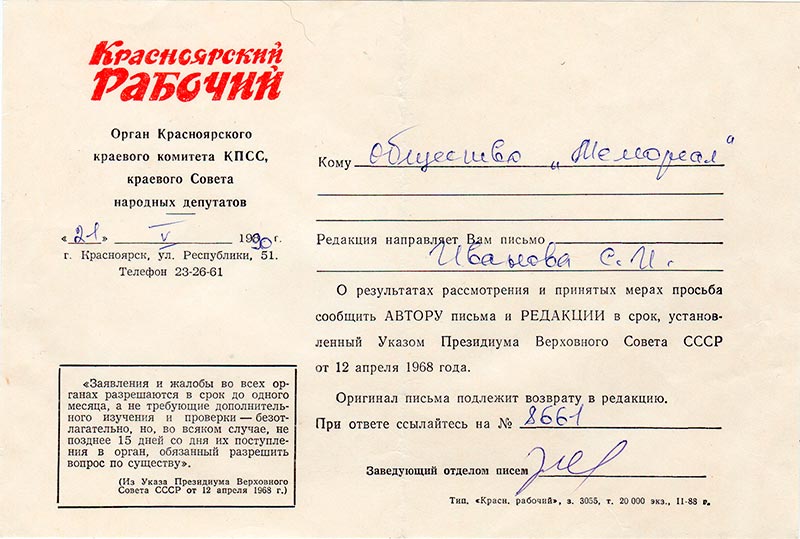 Красноярский
РАБОЧИЙ
Орган Красноярского
краевого комитета КПСС,
краевого Совета
народных депутатов
«21» V 1990 г.
г. Красноярск, ул. Республики, 51.
Телефон 23-26-61
«Заявления и жалобы во всех ор-
ганах разрешаются в срок до одного
месяца, а не требующие дополнитель-
ного изучения и проверки — безот-
лагательно, но, во всяком случае, не
позднее 15 дней со дня их поступле-
ния в орган, обязанный разрешить
вопрос по существу».
(Из Указа Президиума Верховного
Совета СССР от 12 апреля 1968 г.)
Кому Общество „Мемориал"
Редакция направляет Вам письмо
Иванова С. И.
О результатах рассмотрения и принятых мерах просьба
сообщить АВТОРУ письма и РЕДАКЦИИ в срок, установ-
ленный Указом Президиума Верховного Совета СССР
от 12 апреля 1968 года.
Оригинал письма подлежит возврату в редакцию.
При ответе ссылайтесь на № 8661
Заведующий отделом писем
Тип. «Красн. рабочий», з. 3055, т. 20 000 экз., II-88 г.